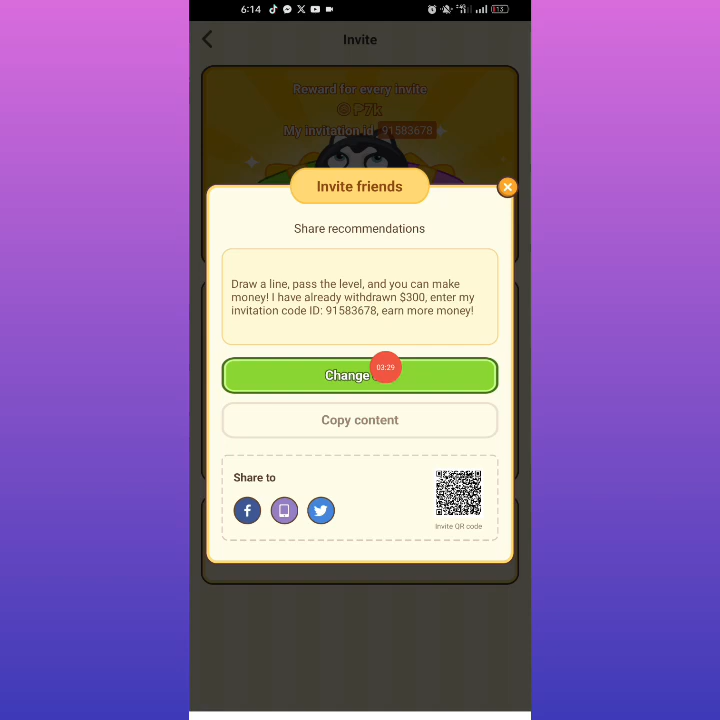 6:14
13
Invite
Reward for every invite
₱7k
My invitation id 91583678
Invite friends
Share recommendations
Draw a line, pass the level, and you can make
money! I have already withdrawn $300, enter my
invitation code ID: 91583678, earn more money!
Change
03:29
Copy content
Share to
Invite QR code